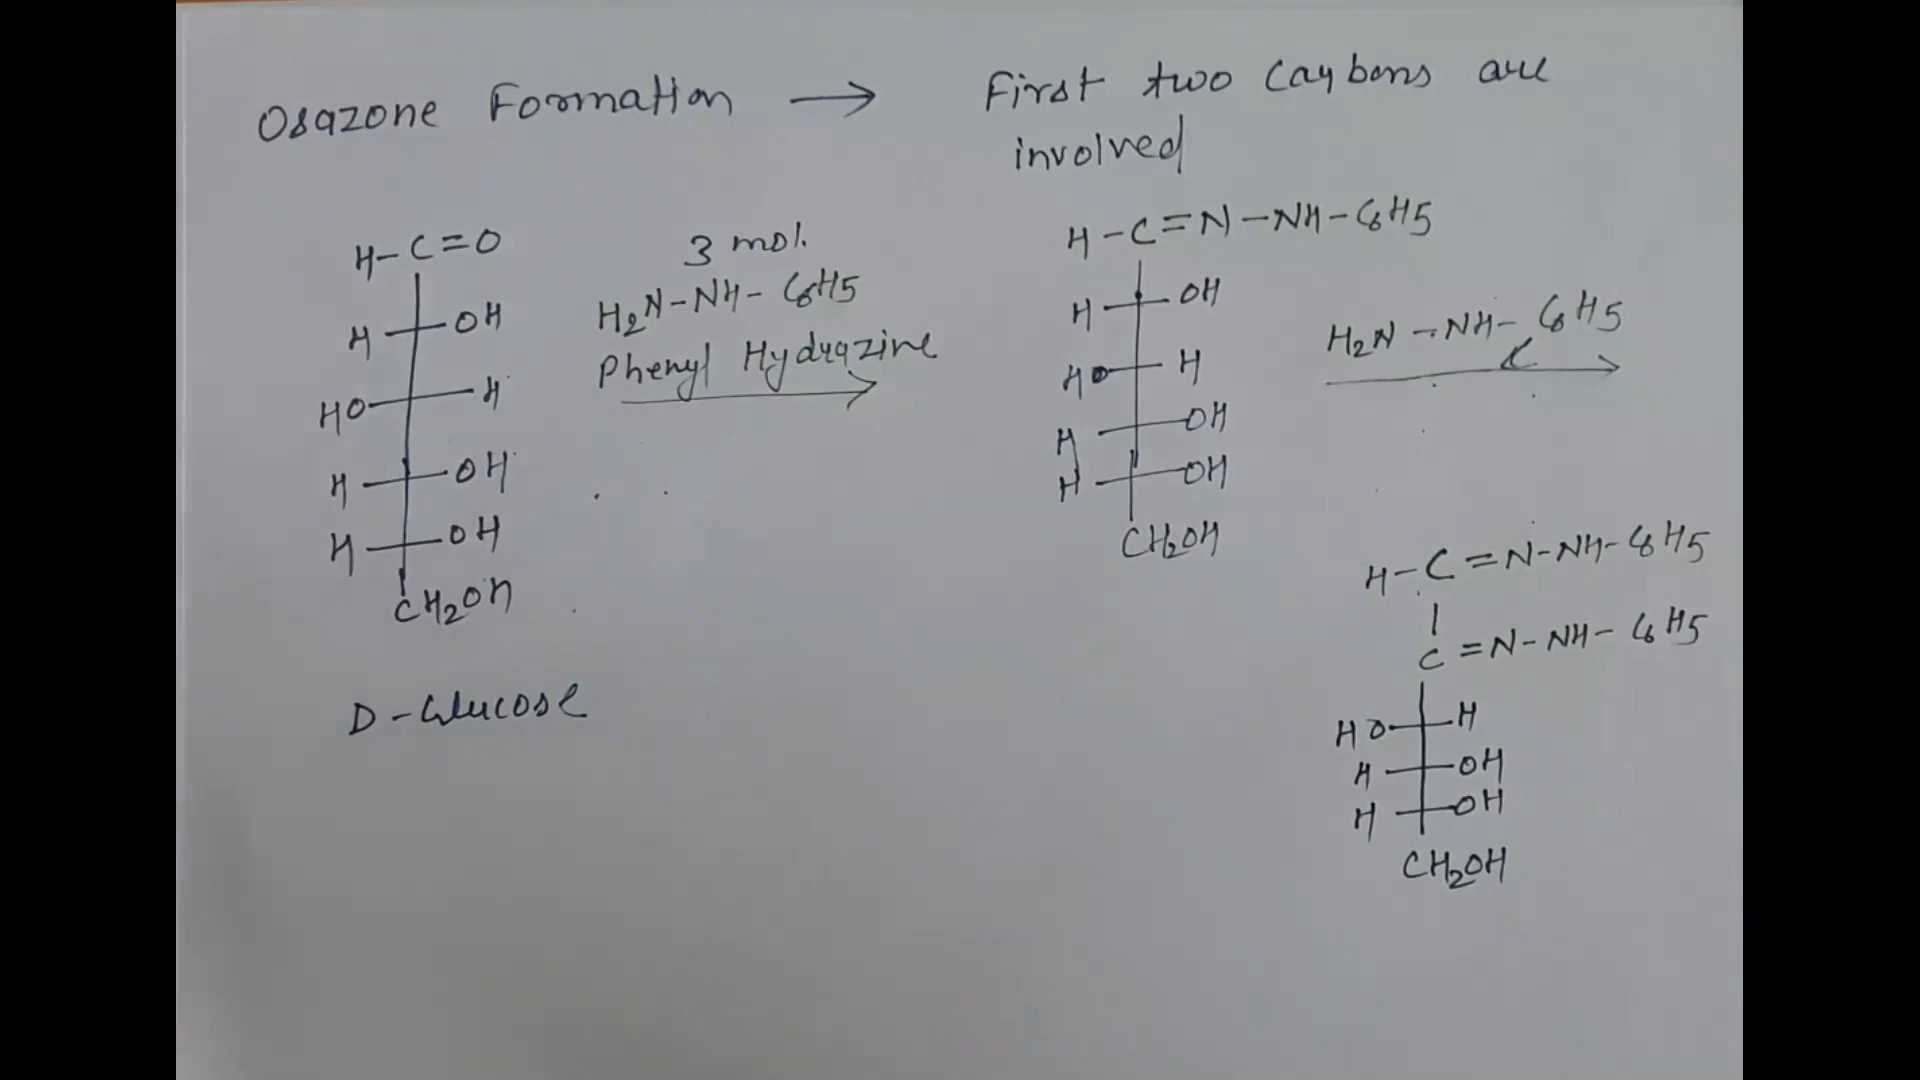 Osazone Formation → First two Carbons are
involved
H-C=O
H OH
HO H
H OH
H OH
CH2OH
D-Glucose
3 mol.
H2N-NH-C6H5
Phenyl Hydrazine
H-C=N-NH-C6H5
H OH
HO H
H OH
H OH
CH2OH
H2N-NH-C6H5
H-C=N-NH-C6H5
C=N-NH-C6H5
HO H
H OH
H OH
CH2OH